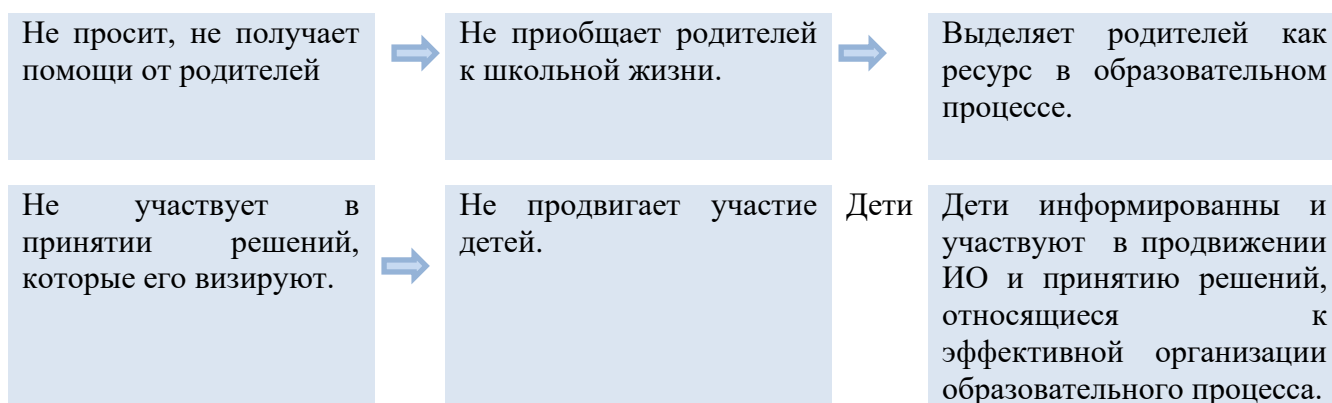 Не просит, не получает
помощи от родителей
Не приобщает родителей
к школьной жизни.
Выделяет родителей как
ресурс в образовательном
процессе.
Не участвует в
принятии решений,
которые его визируют.
Не продвигает участие
детей.
Дети
Дети информированны и
участвуют в продвижении
ИО и принятию решений,
относящиеся к
эффективной организации
образовательного процесса.